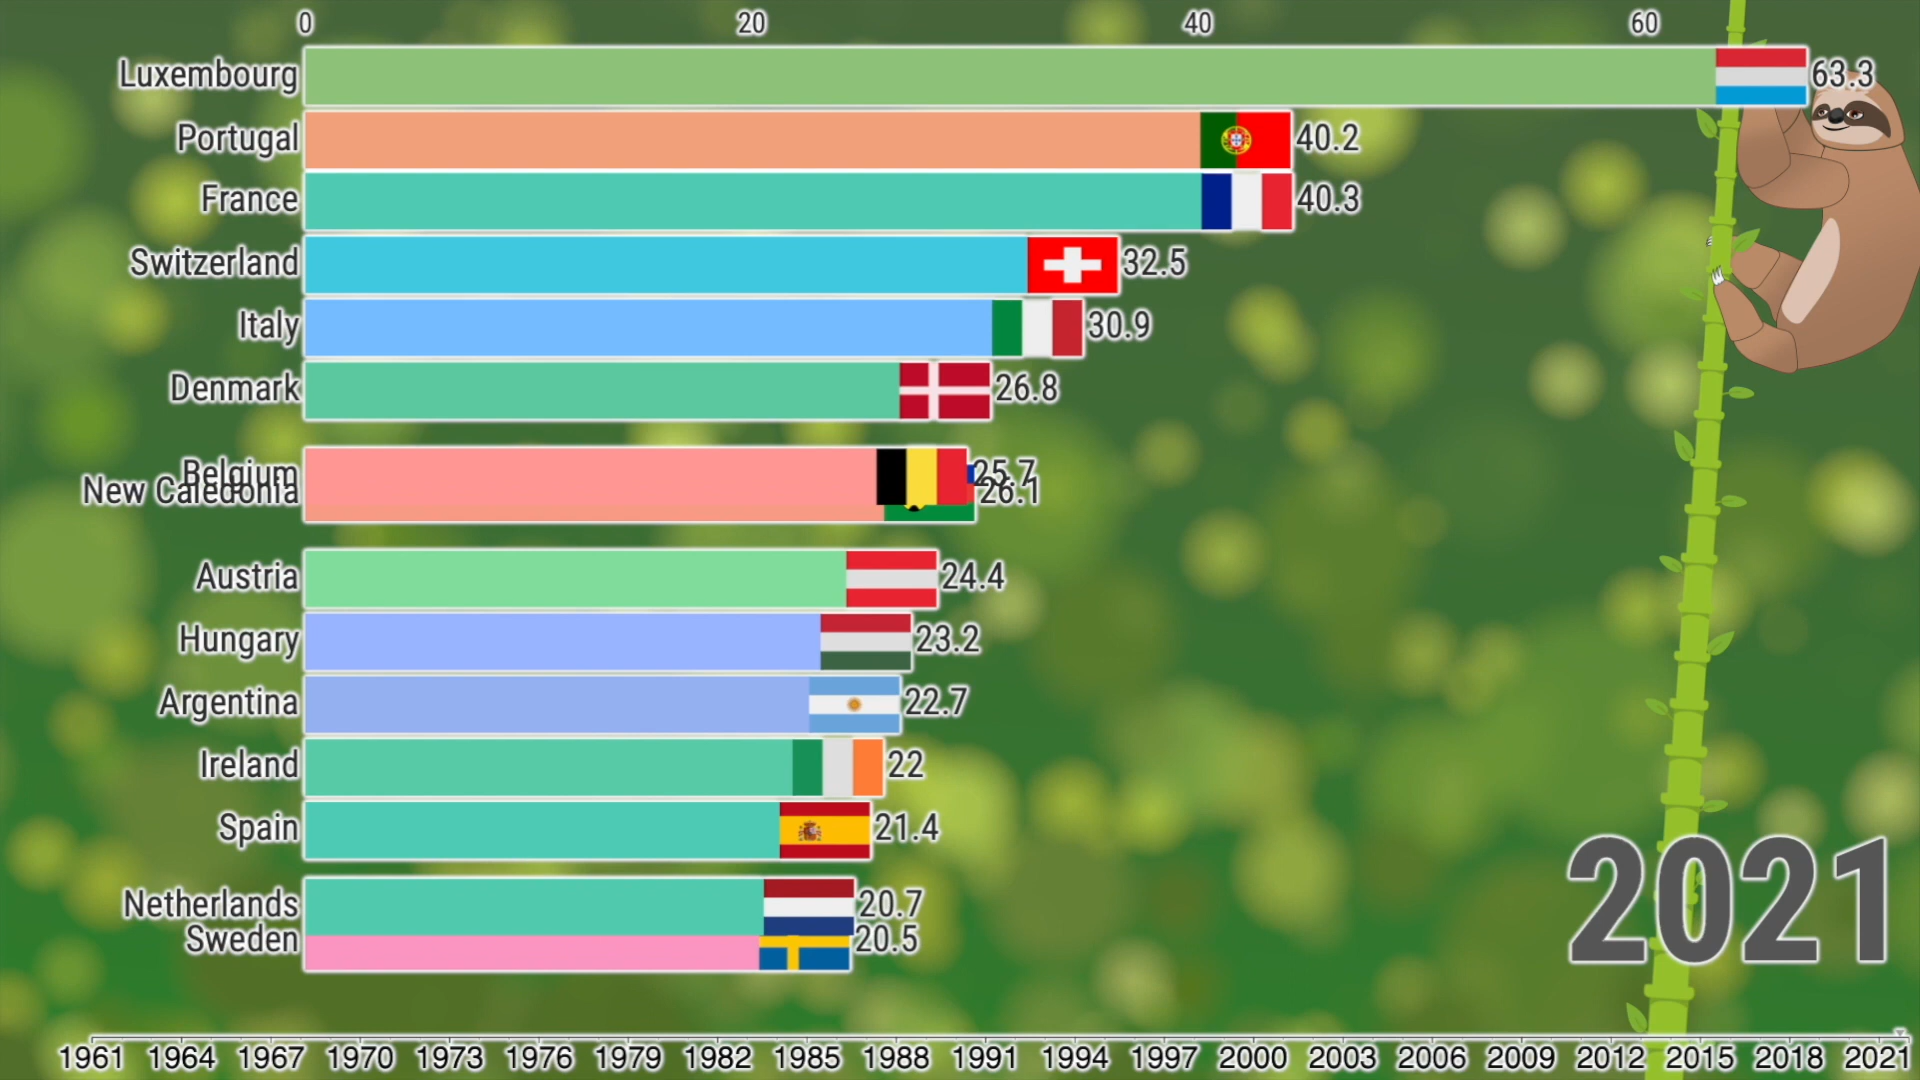 0 20 40 60
Luxembourg 63.3
Portugal 40.2
France 40.3
Switzerland 32.5
Italy 30.9
Denmark 26.8
Belgium 25.7
New Caledonia 26.1
Austria 24.4
Hungary 23.2
Argentina 22.7
Ireland 22
Spain 21.4
Netherlands 20.7
Sweden 20.5
2021
1961 1964 1967 1970 1973 1976 1979 1982 1985 1988 1991 1994 1997 2000 2003 2006 2009 2012 2015 2018 2021